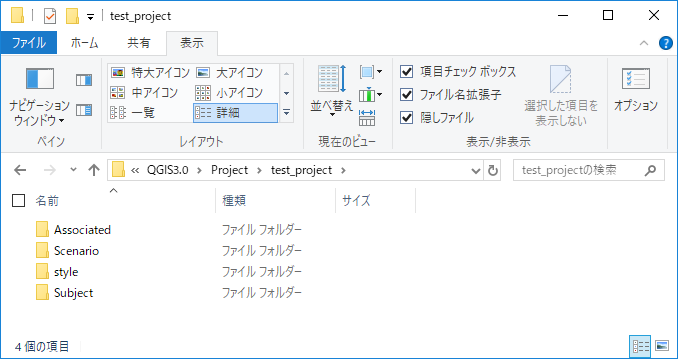 test_project
ファイル ホーム 共有 表示
ナビゲーション ウィンドウ
ペイン
特大アイコン 大アイコン
中アイコン 小アイコン
一覧 詳細
レイアウト
並べ替え
現在のビュー
項目チェック ボックス
ファイル名拡張子
隠しファイル
選択した項目を
表示しない
表示/非表示
オプション
« QGIS3.0 › Project › test_project ›
test_projectの検索
名前 種類 サイズ
Associated ファイル フォルダー
Scenario ファイル フォルダー
style ファイル フォルダー
Subject ファイル フォルダー
4 個の項目